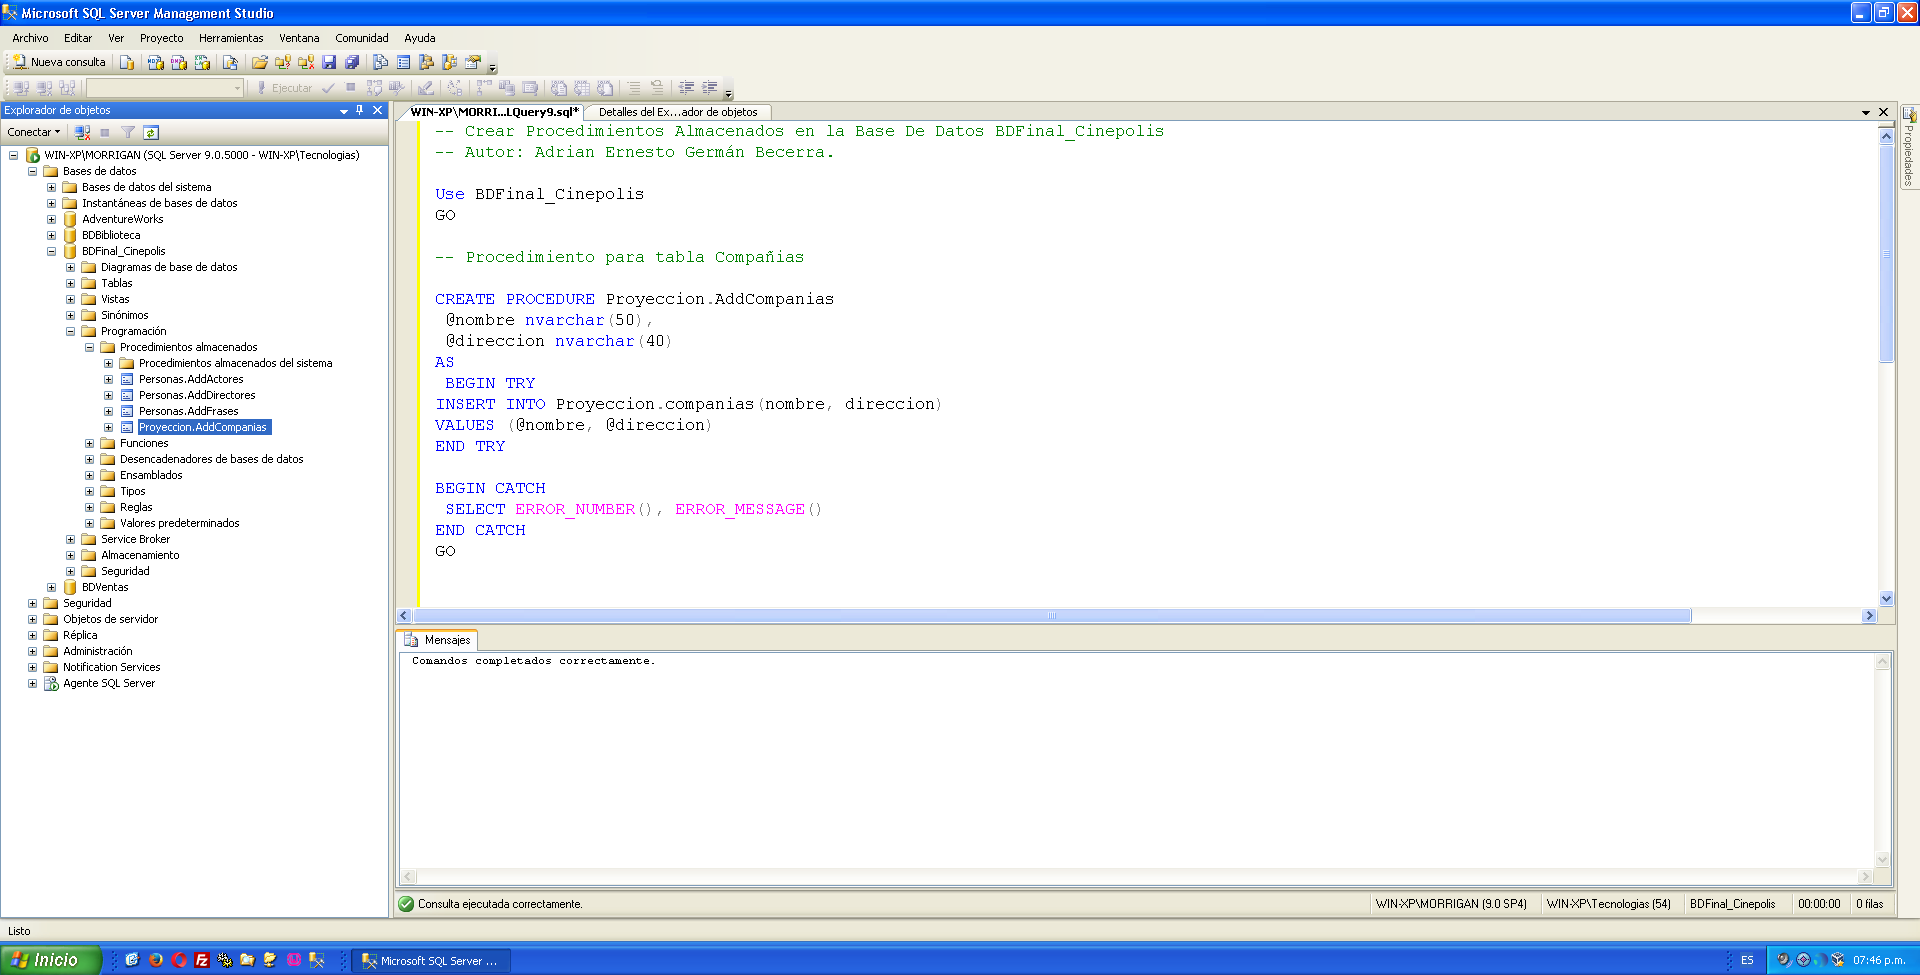 Microsoft SQL Server Management Studio
Archivo Editar Ver Proyecto Herramientas Ventana Comunidad Ayuda
Nueva consulta
Ejecutar
Explorador de objetos
Conectar
WIN-XP\MORRIGAN (SQL Server 9.0.5000 - WIN-XP\Tecnologias)
Bases de datos
Bases de datos del sistema
Instantáneas de bases de datos
AdventureWorks
BDBiblioteca
BDFinal_Cinepolis
Diagramas de base de datos
Tablas
Vistas
Sinónimos
Programación
Procedimientos almacenados
Procedimientos almacenados del sistema
Personas.AddActores
Personas.AddDirectores
Personas.AddFrases
Proyeccion.AddCompanias
Funciones
Desencadenadores de bases de datos
Ensamblados
Tipos
Reglas
Valores predeterminados
Service Broker
Almacenamiento
Seguridad
BDVentas
Seguridad
Objetos de servidor
Réplica
Administración
Notification Services
Agente SQL Server
WIN-XP\MORRI...LQuery9.sql* Detalles del Ex...ador de objetos
-- Crear Procedimientos Almacenados en la Base De Datos BDFinal_Cinepolis
-- Autor: Adrian Ernesto Germán Becerra.
Use BDFinal_Cinepolis
GO
-- Procedimiento para tabla Compañias
CREATE PROCEDURE Proyeccion.AddCompanias
@nombre nvarchar(50),
@direccion nvarchar(40)
AS
BEGIN TRY
INSERT INTO Proyeccion.companias(nombre, direccion)
VALUES (@nombre, @direccion)
END TRY
BEGIN CATCH
SELECT ERROR_NUMBER(), ERROR_MESSAGE()
END CATCH
GO
Mensajes
Comandos completados correctamente.
Consulta ejecutada correctamente. WIN-XP\MORRIGAN (9.0 SP4) WIN-XP\Tecnologias (54) BDFinal_Cinepolis 00:00:00 0 filas
Propiedades
Listo
Inicio Microsoft SQL Server ... ES 07:46 p.m.